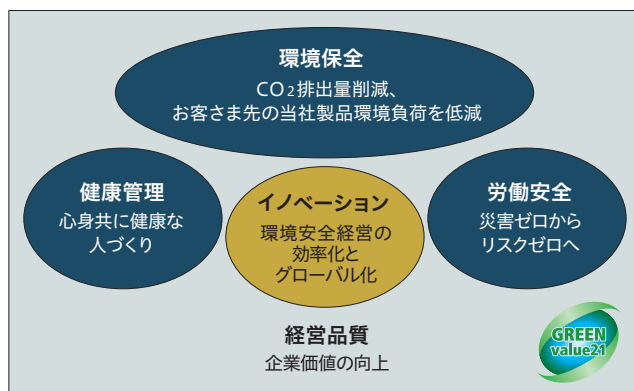 環境保全
CO2排出量削減、
お客さま先の当社製品環境負荷を低減
健康管理
心身共に健康な
人づくり
イノベーション
環境安全経営の
効率化と
グローバル化
労働安全
災害ゼロから
リスクゼロへ
経営品質
企業価値の向上
GREEN
value21